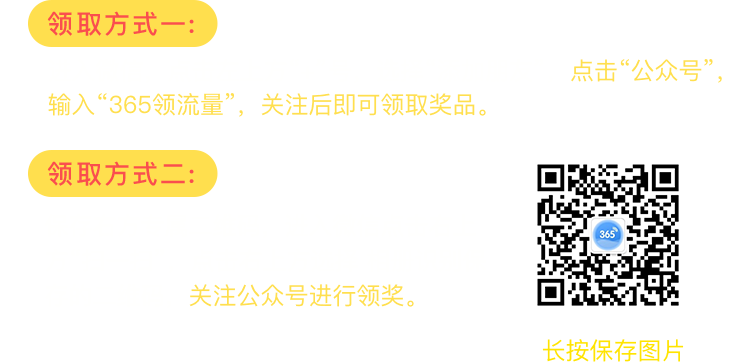 领取方式一:
点击“公众号”，
输入“365领流量”，关注后即可领取奖品。
领取方式二:
365
关注公众号进行领奖。
长按保存图片